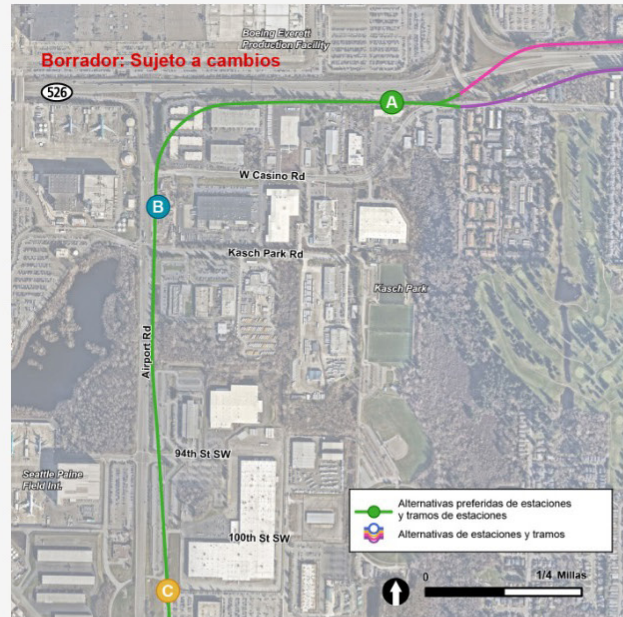 Boeing Everett
Production Facility
Borrador: Sujeto a cambios
526
A
W Casino Rd
B
Kasch Park Rd
Kasch Park
Airport Rd
94th St SW
Seattle Paine
Field Int.
Alternativas preferidas de estaciones
y tramos de estaciones
Alternativas de estaciones y tramos
100th St SW
0
1/4 Millas
C